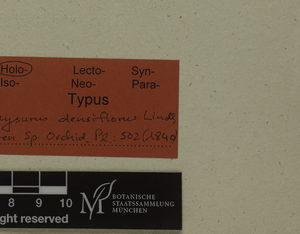 Holo- Lecto- Syn-
Iso- Neo- Para-
Typus
densiflorus Lindl.
Sp. Orchid. Pl.: 502 (1840
8 9 10
ght reserved
BOTANISCHE
STAATSSAMMLUNG
MÜNCHEN